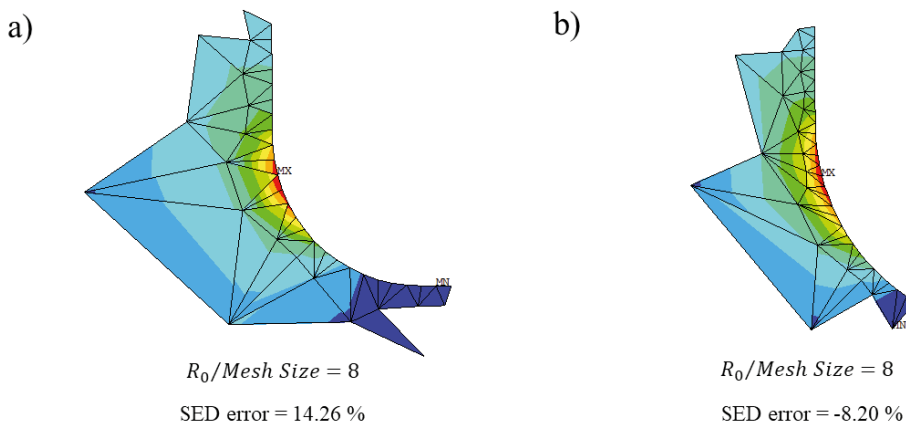 a)
b)
MX
MX
MN
IN
R₀/Mesh Size = 8
R₀/Mesh Size = 8
SED error = 14.26 %
SED error = -8.20 %